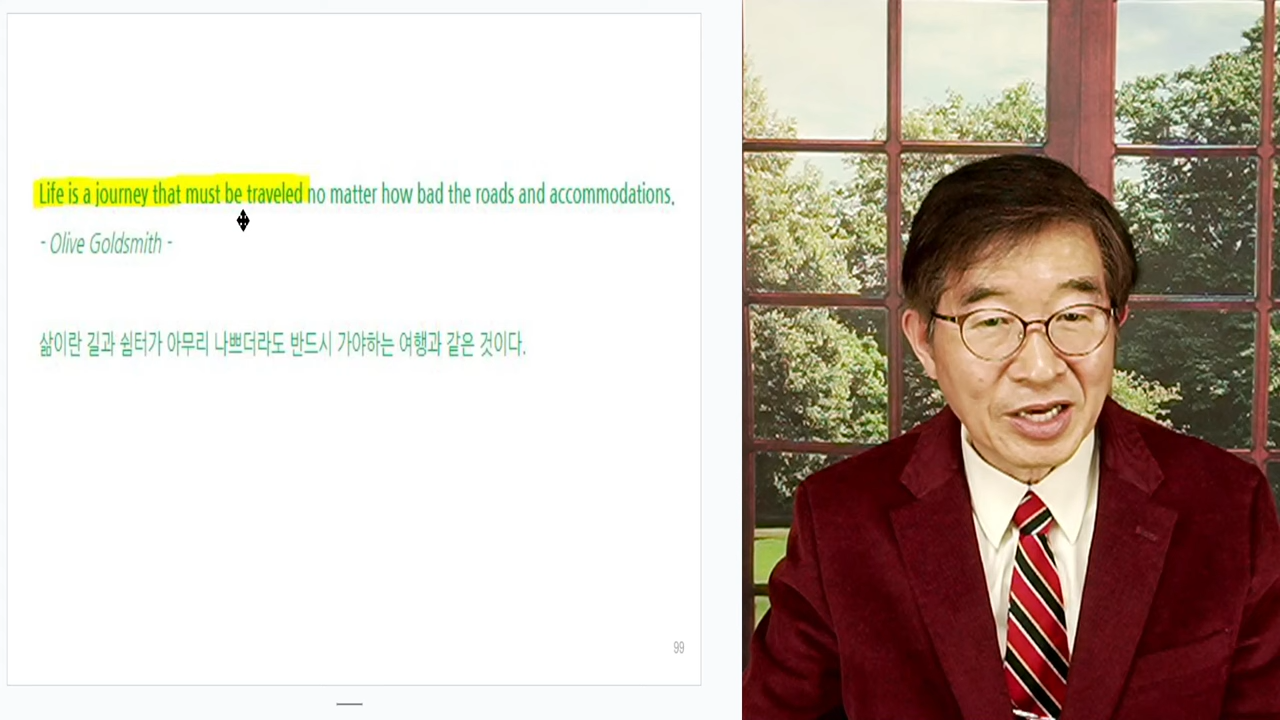 Life is a journey that must be traveled no matter how bad the roads and accommodations,
- Olive Goldsmith -
삶이란 길과 쉼터가 아무리 나쁘더라도 반드시 가야하는 여행과 같은 것이다.
99